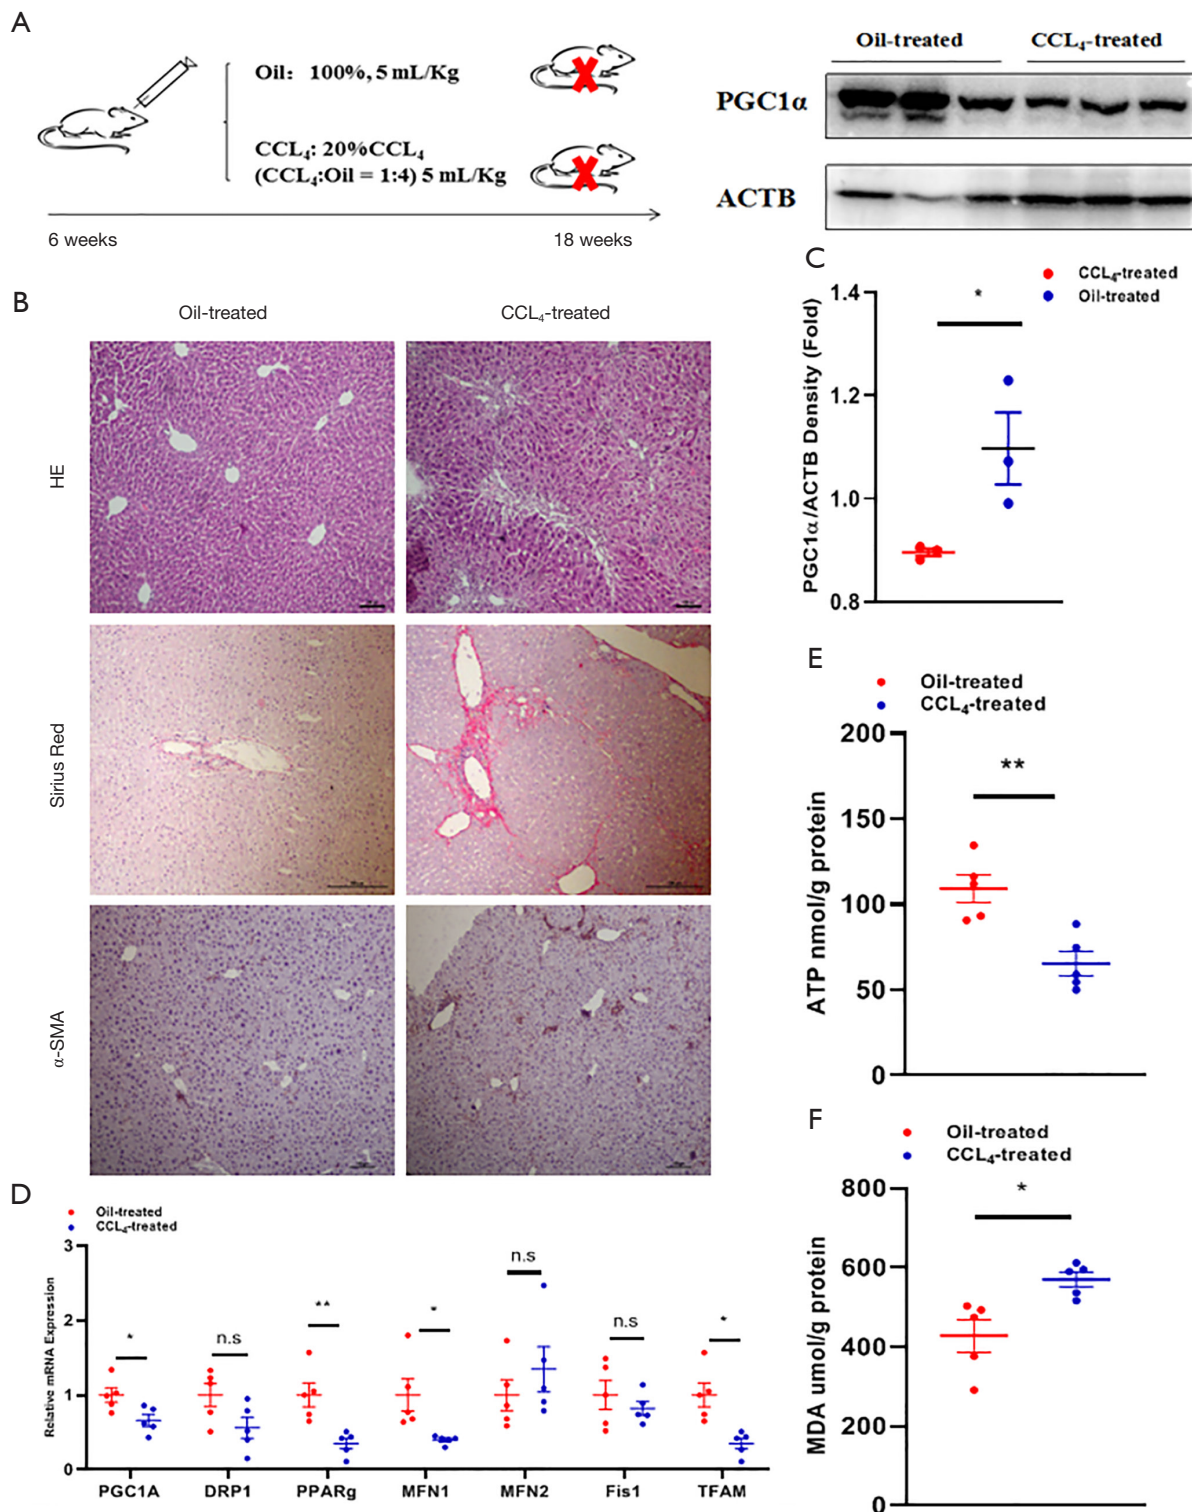 A
Oil: 100%, 5 mL/Kg
CCL4: 20%CCL4
(CCL4:Oil = 1:4) 5 mL/Kg
6 weeks
18 weeks
Oil-treated
CCL4-treated
PGC1α
ACTB
B
Oil-treated
CCL4-treated
HE
Sirius Red
α-SMA
C
CCL4-treated
Oil-treated
*
PGC1α/ACTB Density (Fold)
1.4
1.2
1.0
0.8
E
Oil-treated
CCL4-treated
**
ATP nmol/g protein
200
150
100
50
0
F
Oil-treated
CCL4-treated
*
MDA umol/g protein
800
600
400
200
0
D
Oil-treated
CCL4-treated
Relative mRNA Expression
3
2
1
0
*
n.s
**
*
n.s
n.s
*
PGC1A
DRP1
PPARg
MFN1
MFN2
Fis1
TFAM